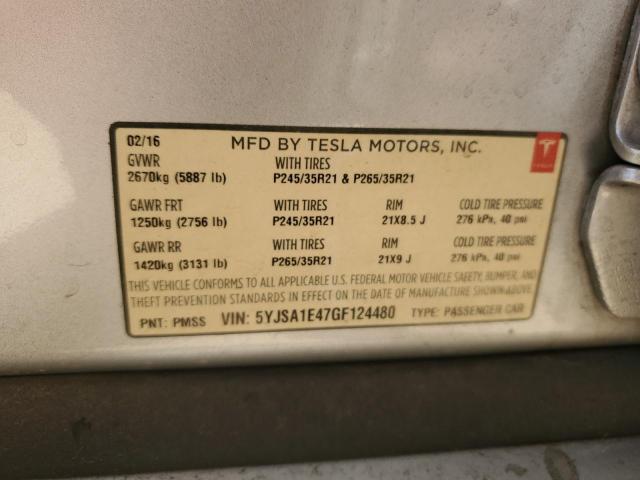 02/16 MFD BY TESLA MOTORS, INC.
GVWR WITH TIRES
2670kg (5887 lb) P245/35R21 & P265/35R21
GAWR FRT WITH TIRES RIM COLD TIRE PRESSURE
1250kg (2756 lb) P245/35R21 21X8.5 J 276 kPa, 40 psi
GAWR RR WITH TIRES RIM COLD TIRE PRESSURE
1420kg (3131 lb) P265/35R21 21X9 J 276 kPa, 40 psi
THIS VEHICLE CONFORMS TO ALL APPLICABLE U.S. FEDERAL MOTOR VEHICLE SAFETY, BUMPER, AND
THEFT PREVENTION STANDARDS IN EFFECT ON THE DATE OF MANUFACTURE SHOWN ABOVE.
PNT: PMSS VIN: 5YJSA1E47GF124480 TYPE: PASSENGER CAR
TESLA